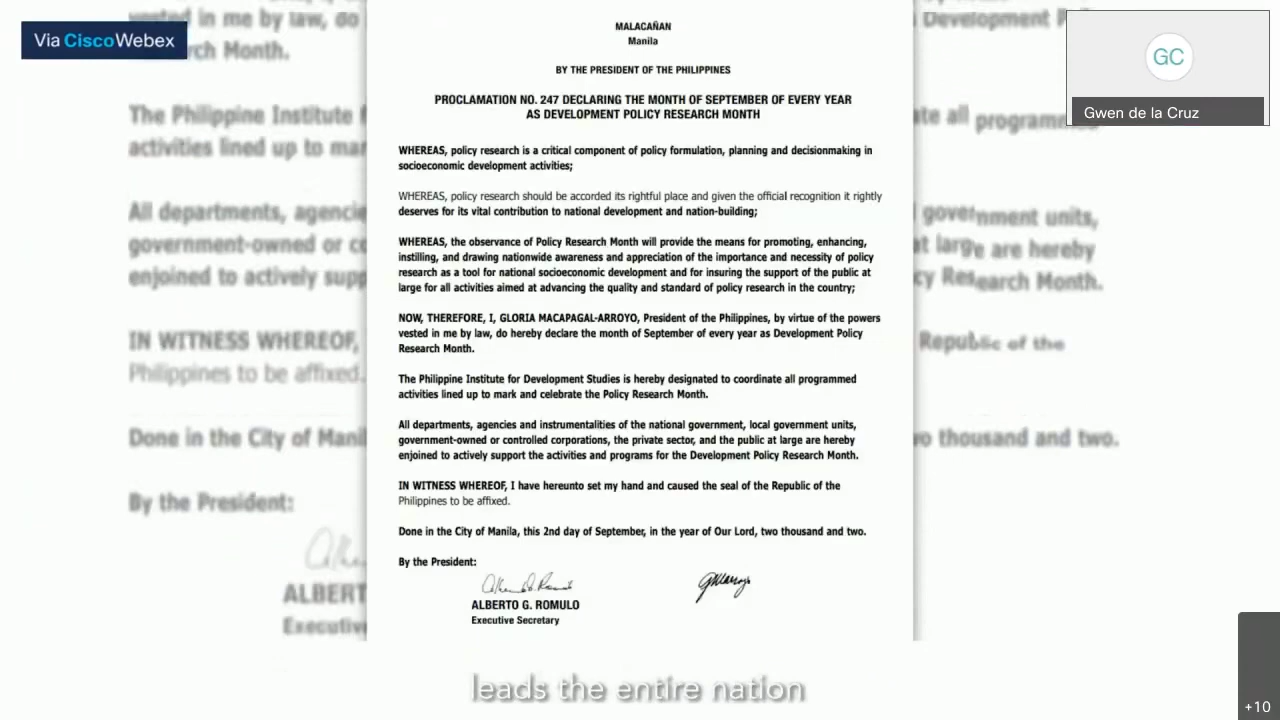 Via CiscoWebex
GC
Gwen de la Cruz
MALACAÑAN
Manila
BY THE PRESIDENT OF THE PHILIPPINES
PROCLAMATION NO. 247 DECLARING THE MONTH OF SEPTEMBER OF EVERY YEAR
AS DEVELOPMENT POLICY RESEARCH MONTH
WHEREAS, policy research is a critical component of policy formulation, planning and decisionmaking in
socioeconomic development activities;
WHEREAS, policy research should be accorded its rightful place and given the official recognition it rightly
deserves for its vital contribution to national development and nation-building;
WHEREAS, the observance of Policy Research Month will provide the means for promoting, enhancing,
instilling, and drawing nationwide awareness and appreciation of the importance and necessity of policy
research as a tool for national socioeconomic development and for insuring the support of the public at
large for all activities aimed at advancing the quality and standard of policy research in the country;
NOW, THEREFORE, I, GLORIA MACAPAGAL-ARROYO, President of the Philippines, by virtue of the powers
vested in me by law, do hereby declare the month of September of every year as Development Policy
Research Month.
The Philippine Institute for Development Studies is hereby designated to coordinate all programmed
activities lined up to mark and celebrate the Policy Research Month.
All departments, agencies and instrumentalities of the national government, local government units,
government-owned or controlled corporations, the private sector, and the public at large are hereby
enjoined to actively support the activities and programs for the Development Policy Research Month.
IN WITNESS WHEREOF, I have hereunto set my hand and caused the seal of the Republic of the
Philippines to be affixed.
Done in the City of Manila, this 2nd day of September, in the year of Our Lord, two thousand and two.
By the President:
ALBERTO G. ROMULO
Executive Secretary
leads the entire nation
+10